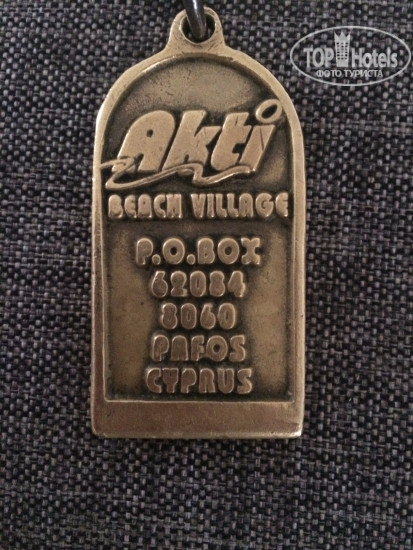 TOP Hotels
ФОТО ТУРИСТА
Akti
BEACH VILLAGE
P.O.BOX
62084
8060
PAFOS
CYPRUS